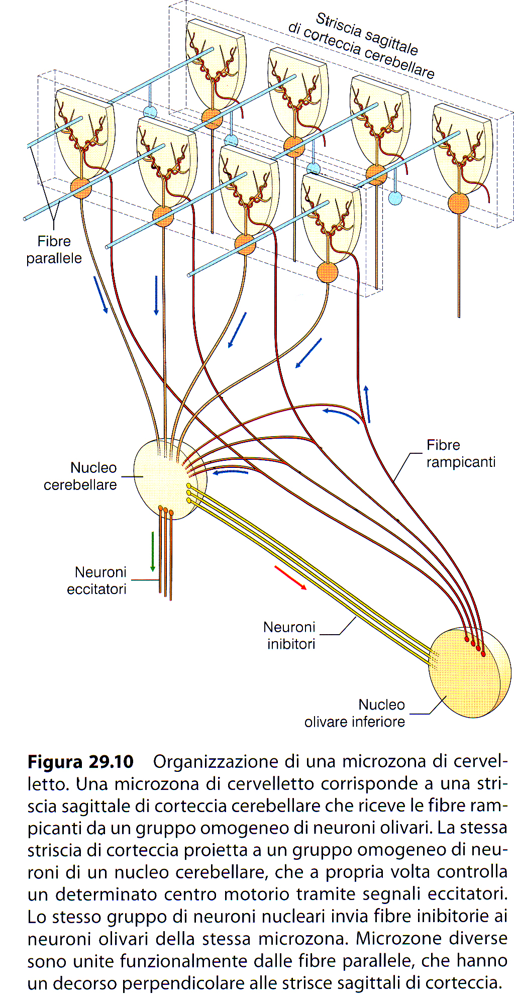 Striscia sagittale
di corteccia cerebellare
Fibre
parallele
Fibre
rampicanti
Nucleo
cerebellare
Neuroni
eccitatori
Neuroni
inibitori
Nucleo
olivare inferiore
Figura 29.10 Organizzazione di una microzona di cervel-
letto. Una microzona di cervelletto corrisponde a una stri-
scia sagittale di corteccia cerebellare che riceve le fibre ram-
picanti da un gruppo omogeneo di neuroni olivari. La stessa
striscia di corteccia proietta a un gruppo omogeneo di neu-
roni di un nucleo cerebellare, che a propria volta controlla
un determinato centro motorio tramite segnali eccitatori.
Lo stesso gruppo di neuroni nucleari invia fibre inibitorie ai
neuroni olivari della stessa microzona. Microzone diverse
sono unite funzionalmente dalle fibre parallele, che hanno
un decorso perpendicolare alle strisce sagittali di corteccia.